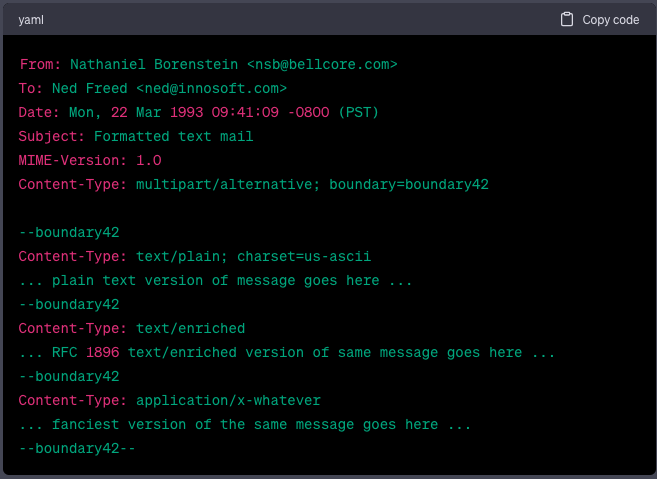 yaml
Copy code
From: Nathaniel Borenstein <nsb@bellcore.com>
To: Ned Freed <ned@innosoft.com>
Date: Mon, 22 Mar 1993 09:41:09 -0800 (PST)
Subject: Formatted text mail
MIME-Version: 1.0
Content-Type: multipart/alternative; boundary=boundary42

--boundary42
Content-Type: text/plain; charset=us-ascii
... plain text version of message goes here ...
--boundary42
Content-Type: text/enriched
... RFC 1896 text/enriched version of same message goes here ...
--boundary42
Content-Type: application/x-whatever
... fanciest version of the same message goes here ...
--boundary42--